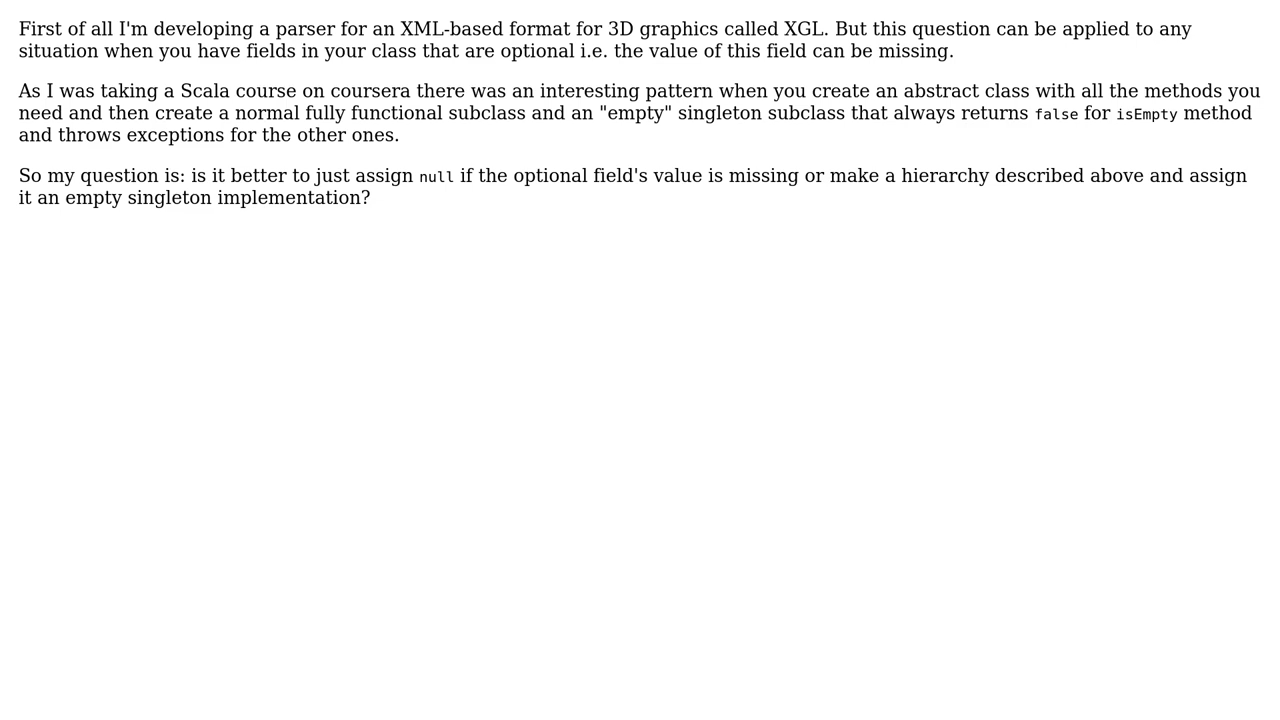 First of all I'm developing a parser for an XML-based format for 3D graphics called XGL. But this question can be applied to any
situation when you have fields in your class that are optional i.e. the value of this field can be missing.
As I was taking a Scala course on coursera there was an interesting pattern when you create an abstract class with all the methods you
need and then create a normal fully functional subclass and an "empty" singleton subclass that always returns false for isEmpty method
and throws exceptions for the other ones.
So my question is: is it better to just assign null if the optional field's value is missing or make a hierarchy described above and assign
it an empty singleton implementation?